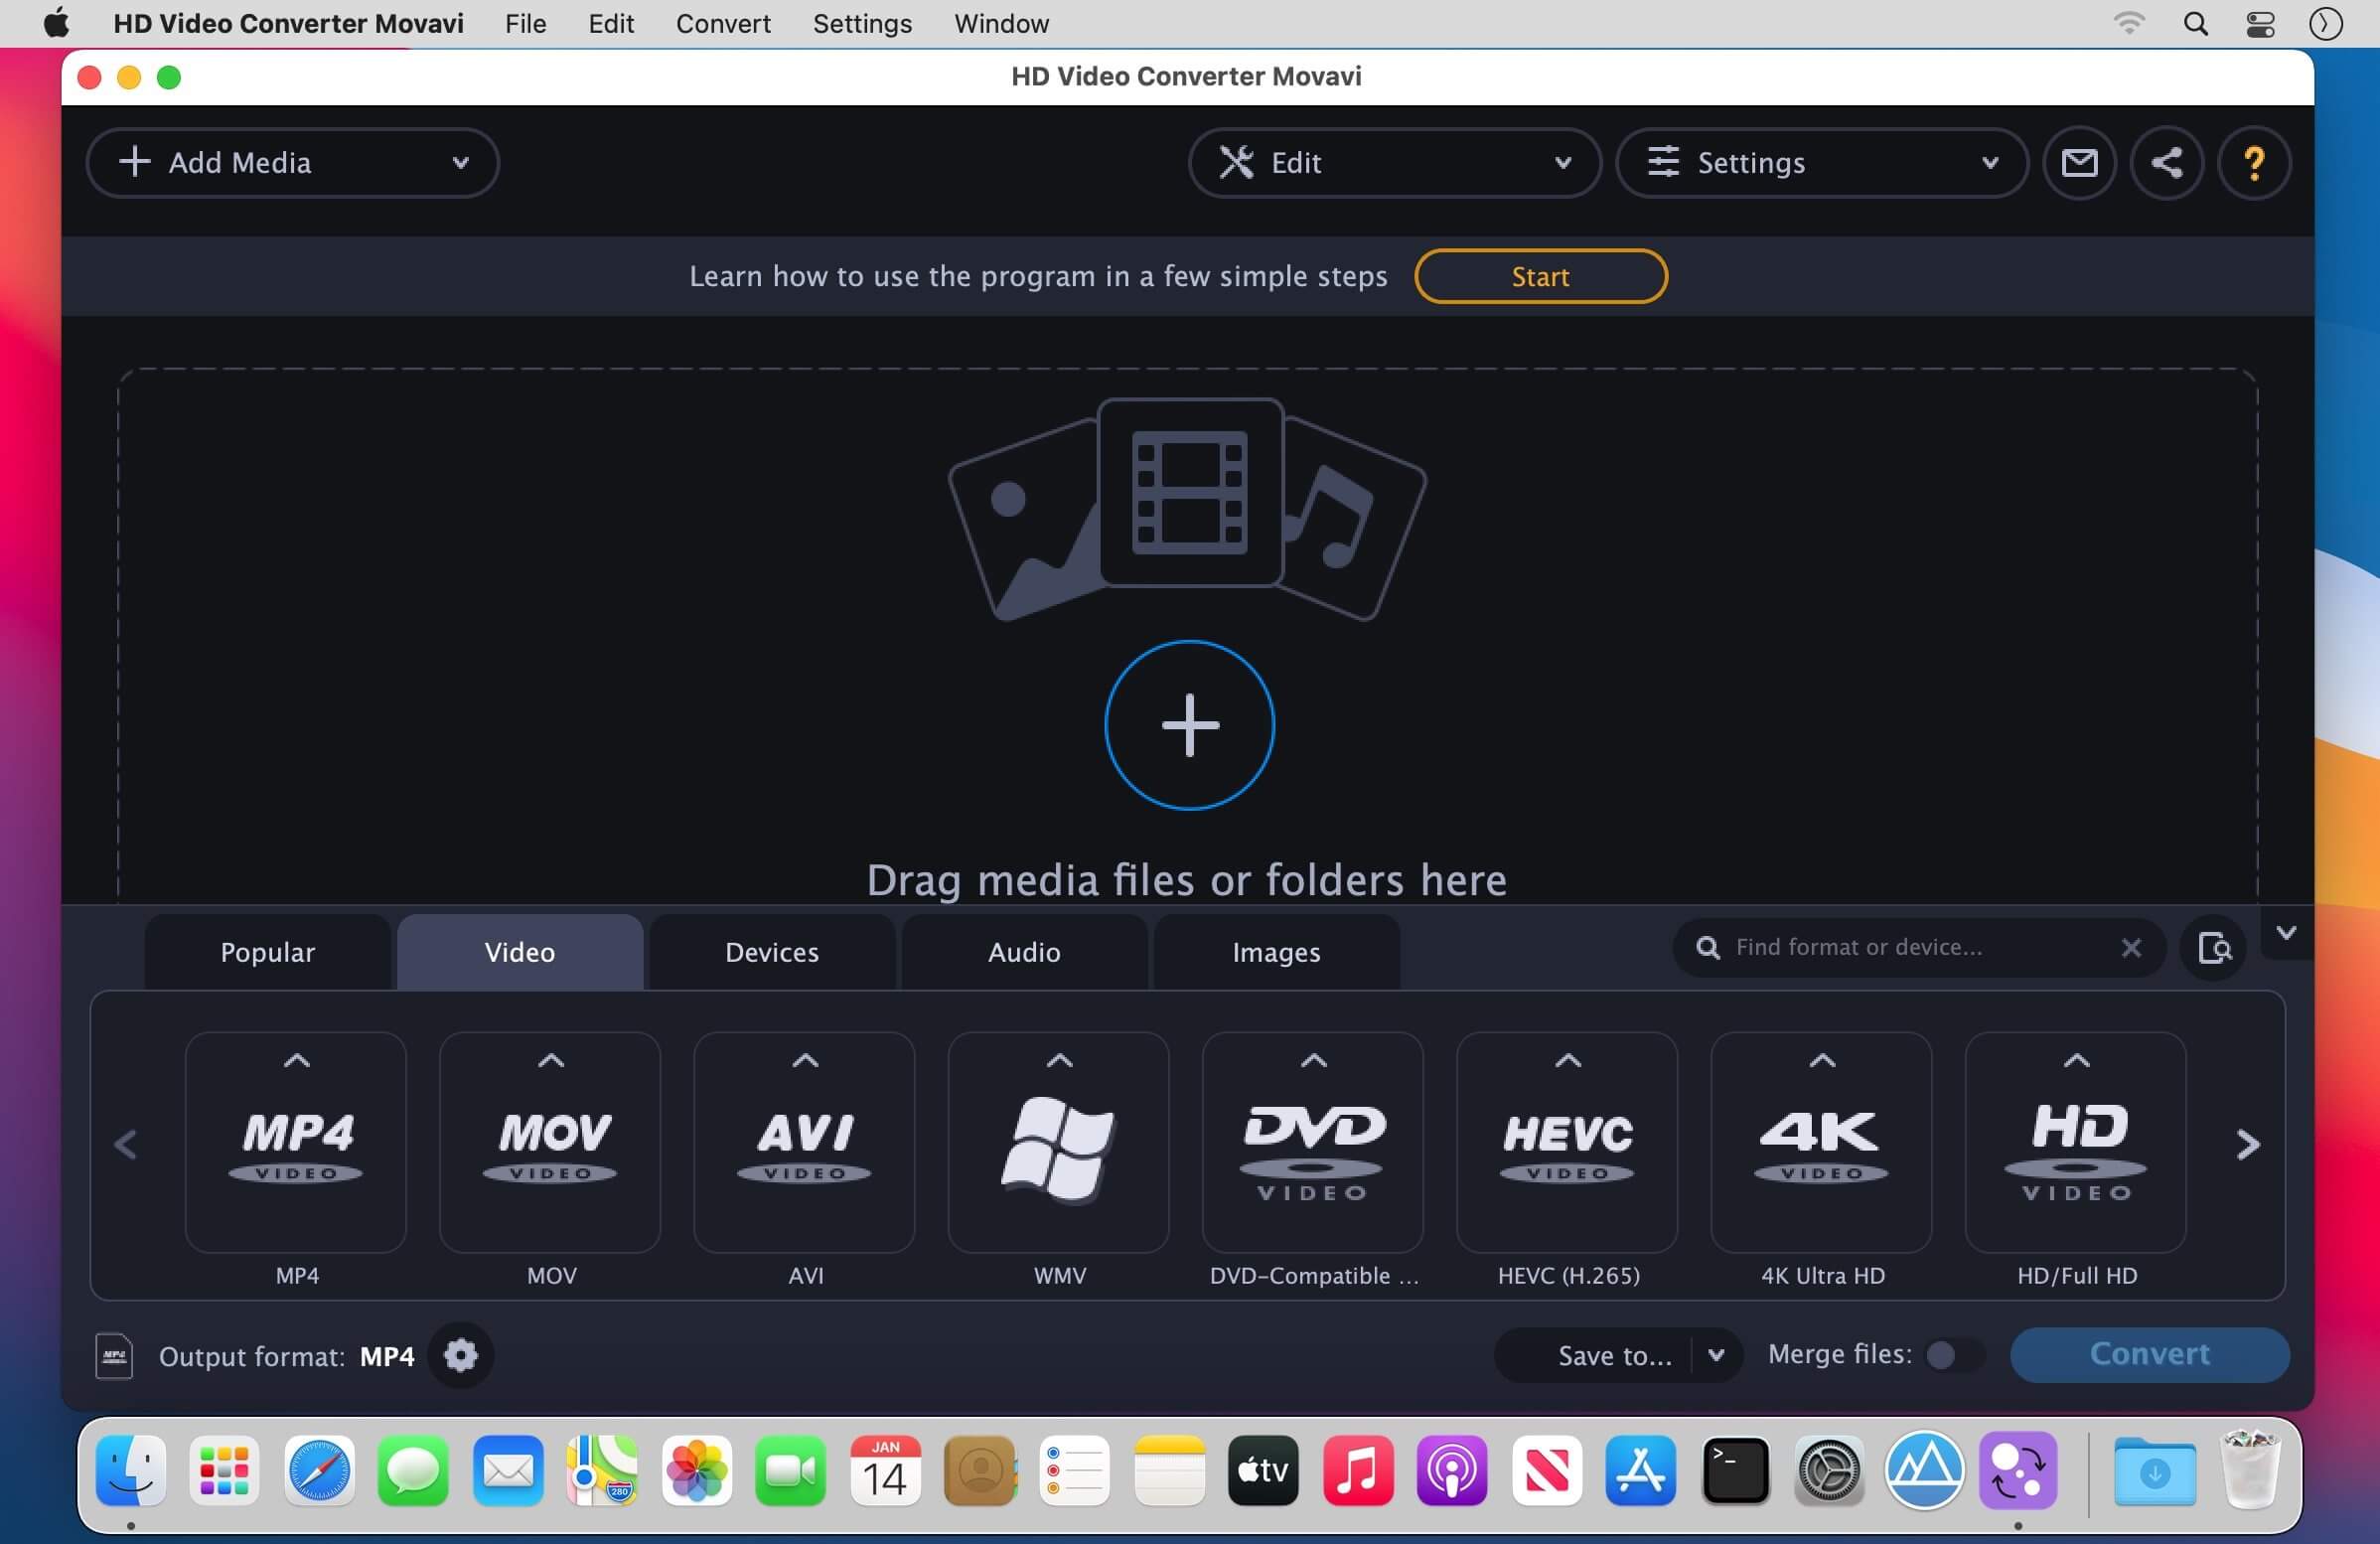 HD Video Converter Movavi File Edit Convert Settings Window
HD Video Converter Movavi
Add Media Edit Settings ?
Learn how to use the program in a few simple steps Start
Drag media files or folders here
Popular Video Devices Audio Images Find format or device...
MP4 VIDEO MOV VIDEO AVI VIDEO DVD VIDEO HEVC VIDEO 4K VIDEO HD VIDEO
MP4 MOV AVI WMV DVD-Compatible ... HEVC (H.265) 4K Ultra HD HD/Full HD
MP4 Output format: MP4 Save to... Merge files: Convert
280 JAN 14 tv >_